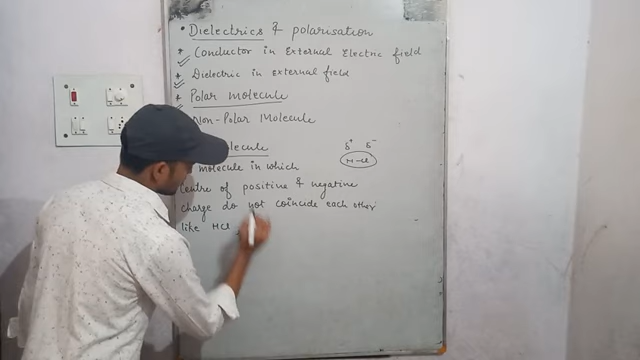 • Dielectrics & polarisation
* Conductor in External Electric field
* Dielectric in external field
* Polar molecule
Non-Polar Molecule
molecule
δ+ δ-
H-Cl
molecule in which
centre of positive & negative
charge do not coincide each other
like HCl